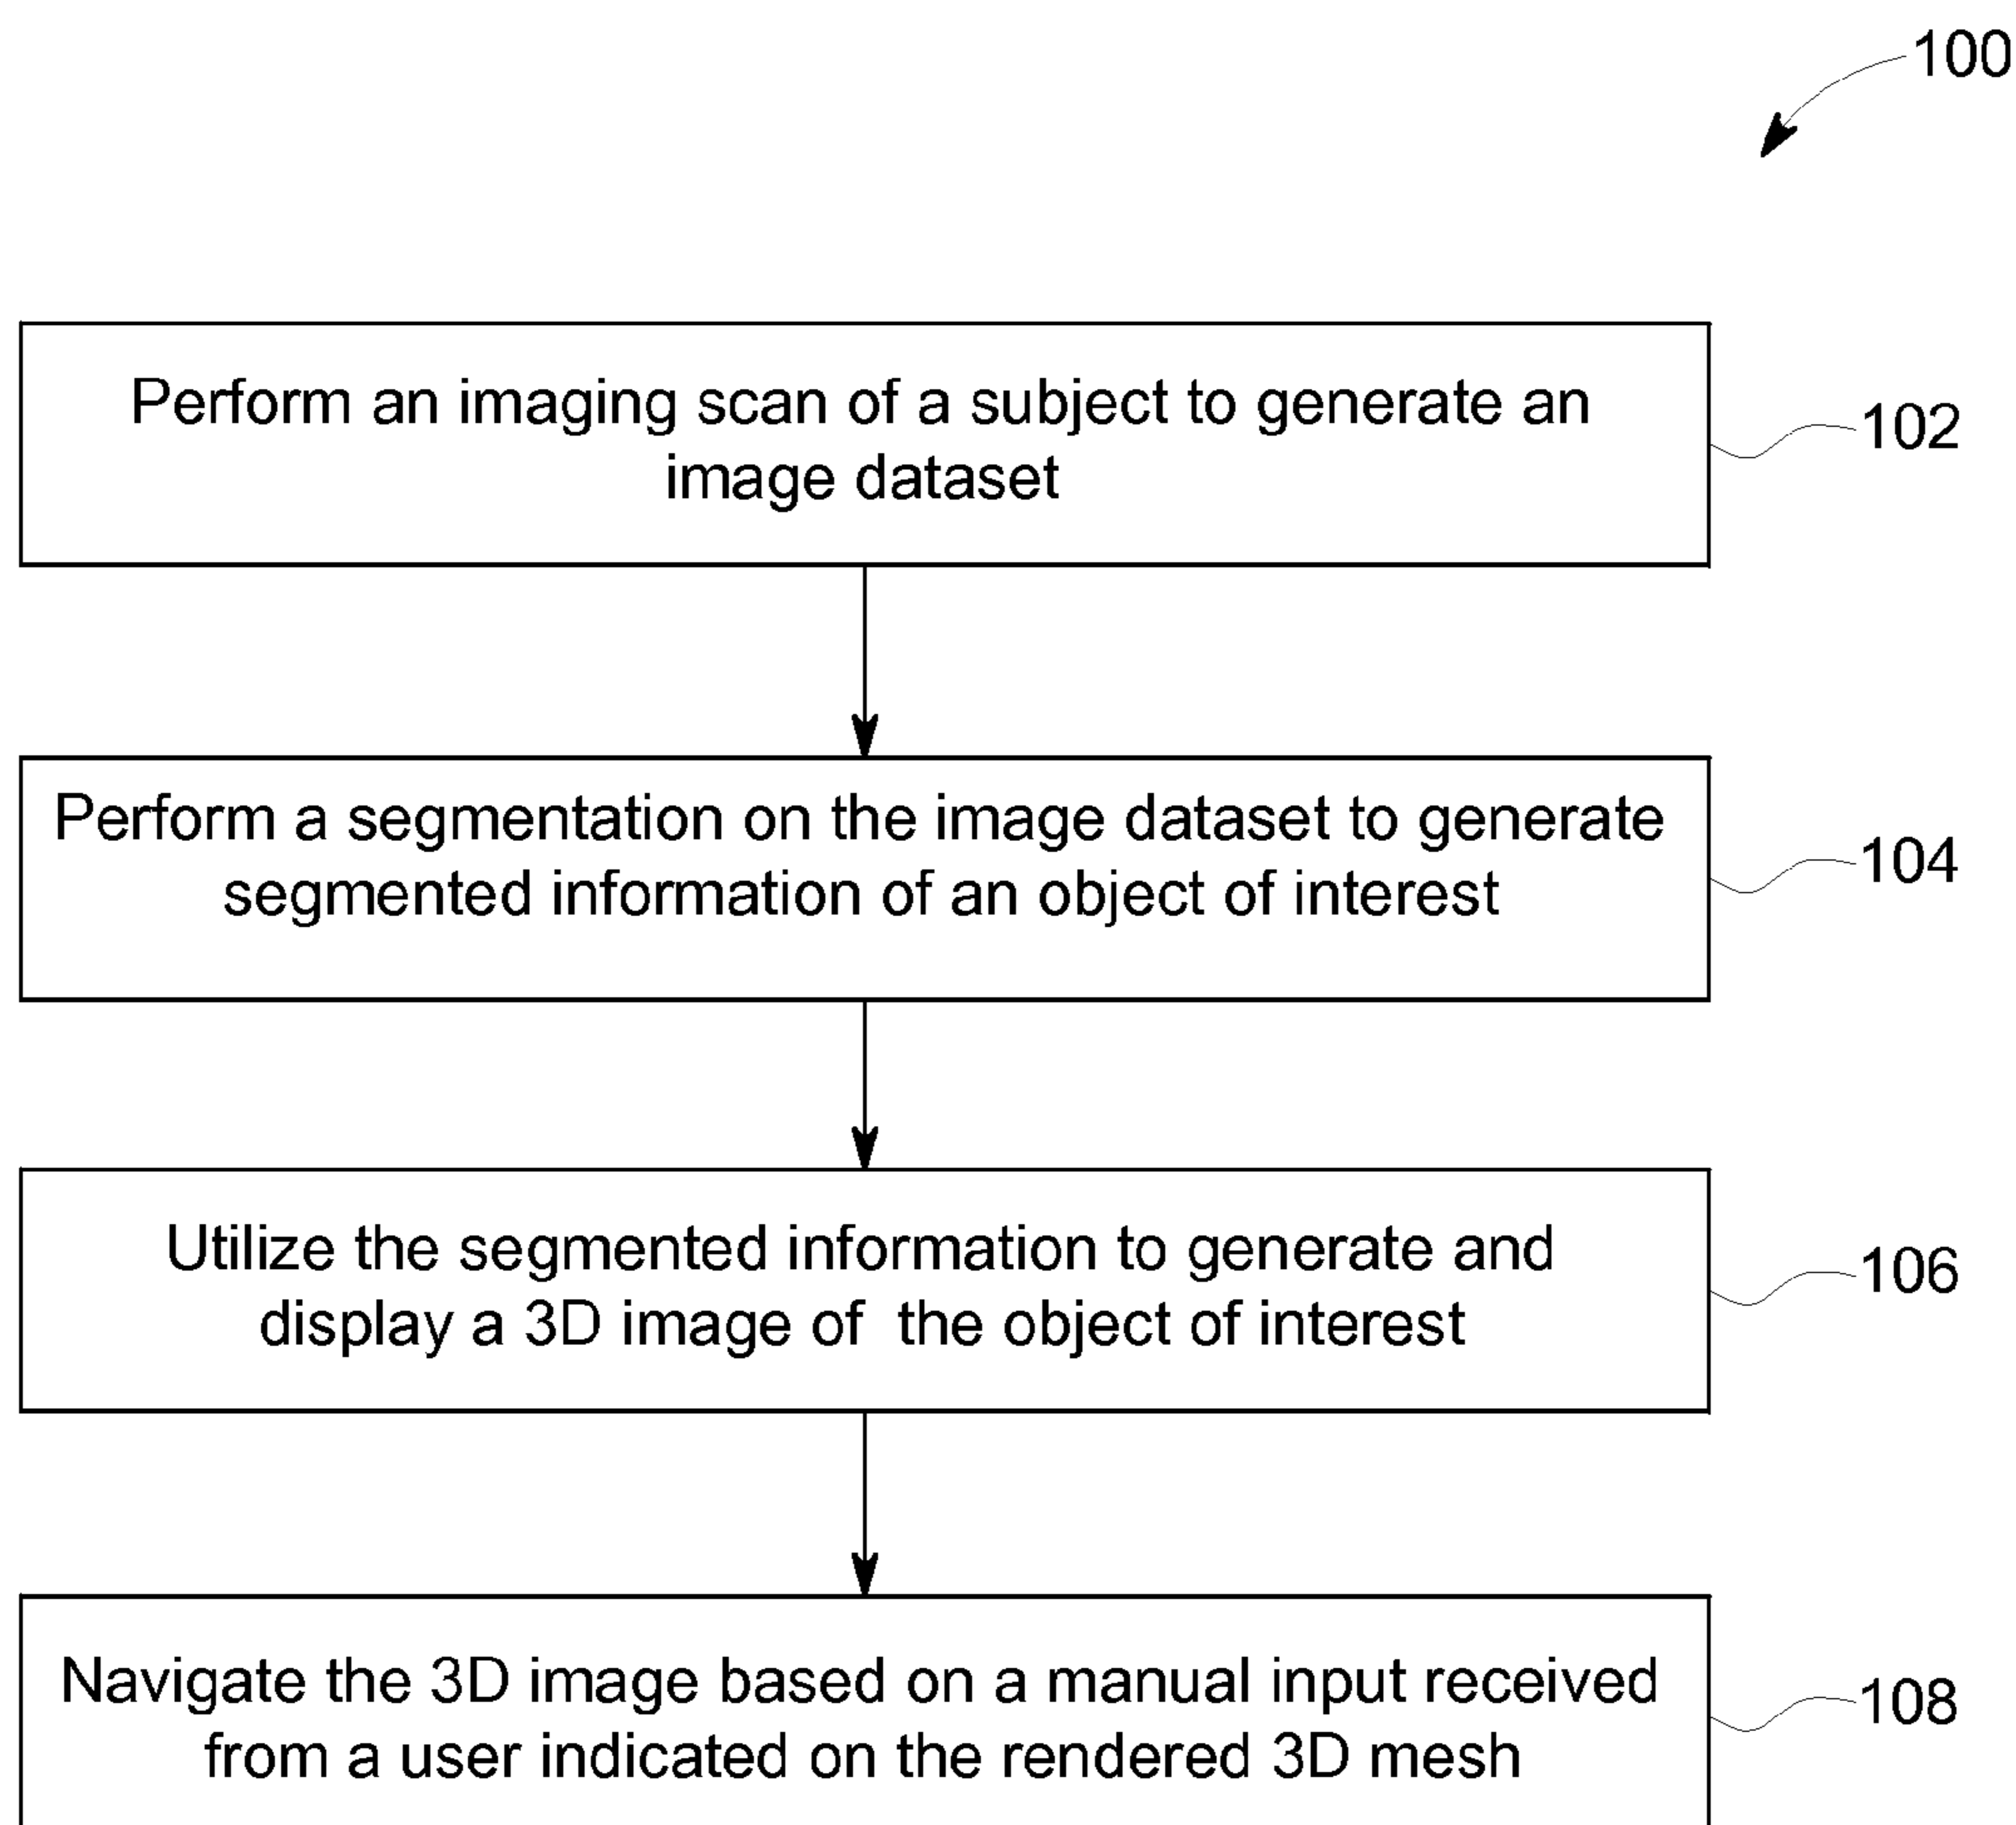 100
Perform an imaging scan of a subject to generate an
image dataset
102
Perform a segmentation on the image dataset to generate
segmented information of an object of interest
104
Utilize the segmented information to generate and
display a 3D image of the object of interest
106
Navigate the 3D image based on a manual input received
from a user indicated on the rendered 3D mesh
108